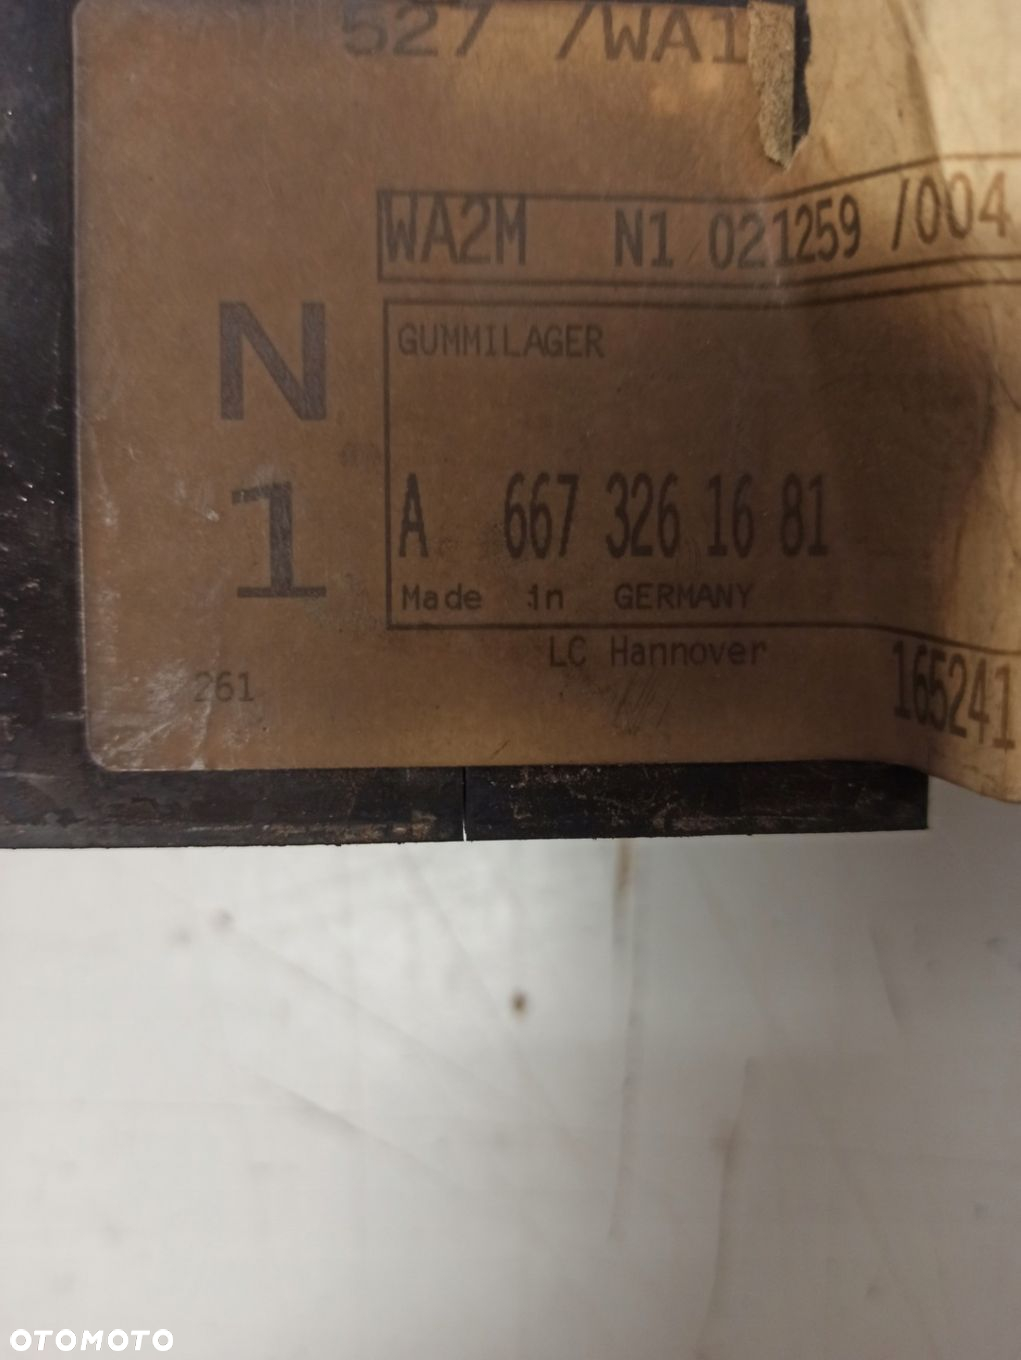 527 /WA1
WA2M N1 021259 /004
N
1
GUMMILAGER
A 667 326 16 81
Made in GERMANY
LC Hannover
261
165241
OTOMOTO